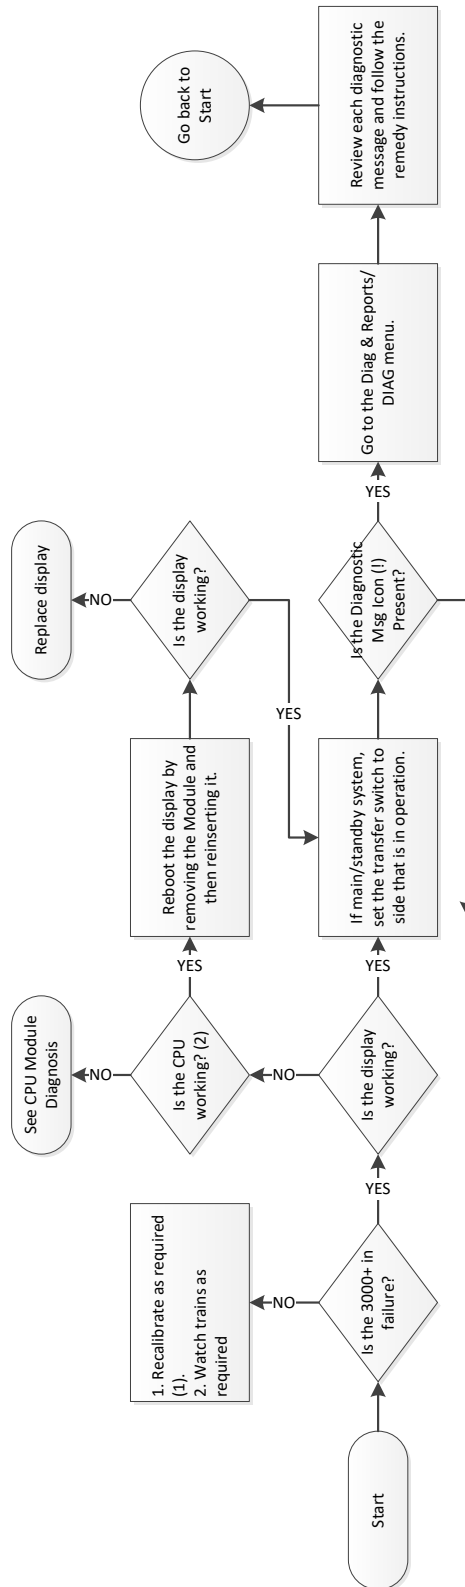 Start
Is the 3000+ in
failure?
NO
1. Recalibrate as required
(1).
2. Watch trains as
required
YES
Is the display
working?
NO
Is the CPU
working? (2)
NO
See CPU Module
Diagnosis
YES
Reboot the display by
removing the Module and
then reinserting it.
Is the display
working?
NO
Replace display
YES
YES
If main/standby system,
set the transfer switch to
side that is in operation.
Is the Diagnostic
Msg Icon (!)
Present?
YES
Go to the Diag & Reports/
DIAG menu.
Review each diagnostic
message and follow the
remedy instructions.
Go back to
Start